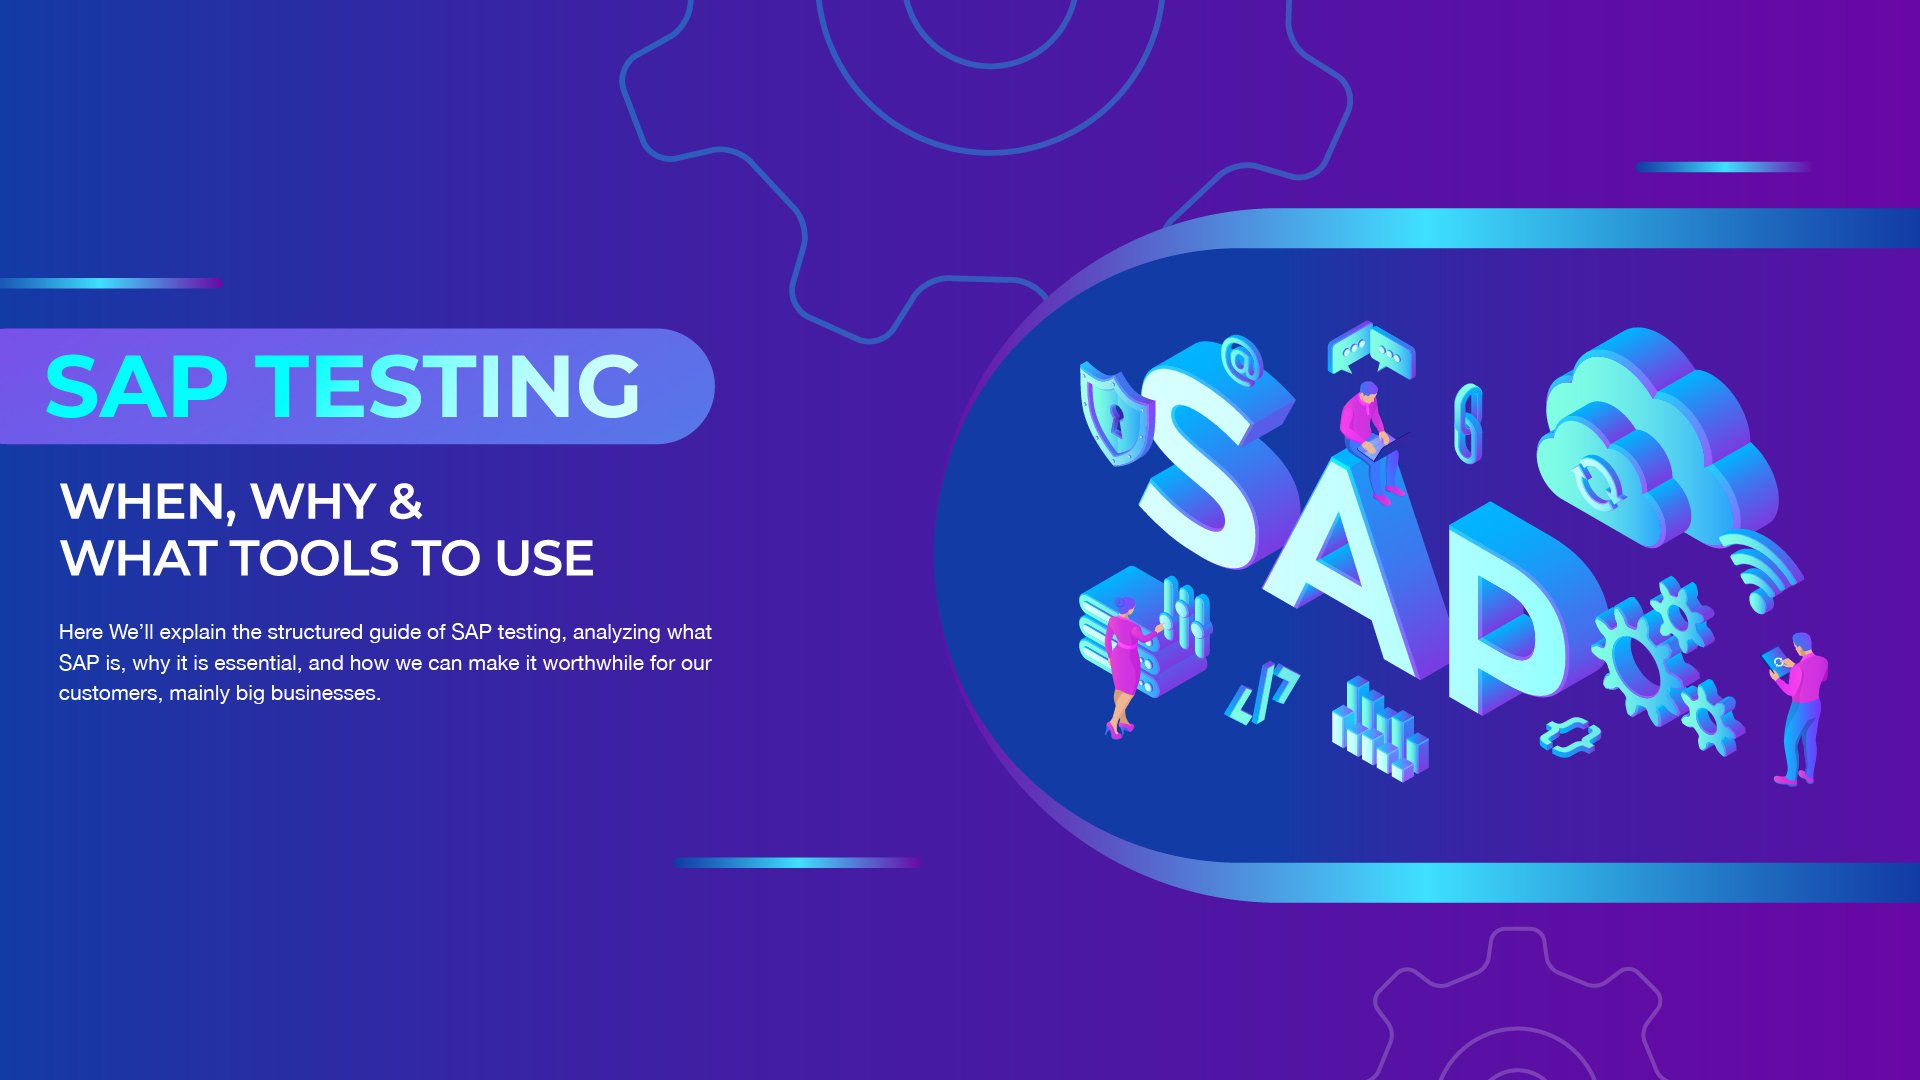 SAP TESTING
WHEN, WHY &
WHAT TOOLS TO USE
Here We’ll explain the structured guide of SAP testing, analyzing what
SAP is, why it is essential, and how we can make it worthwhile for our
customers, mainly big businesses.
@
SAP